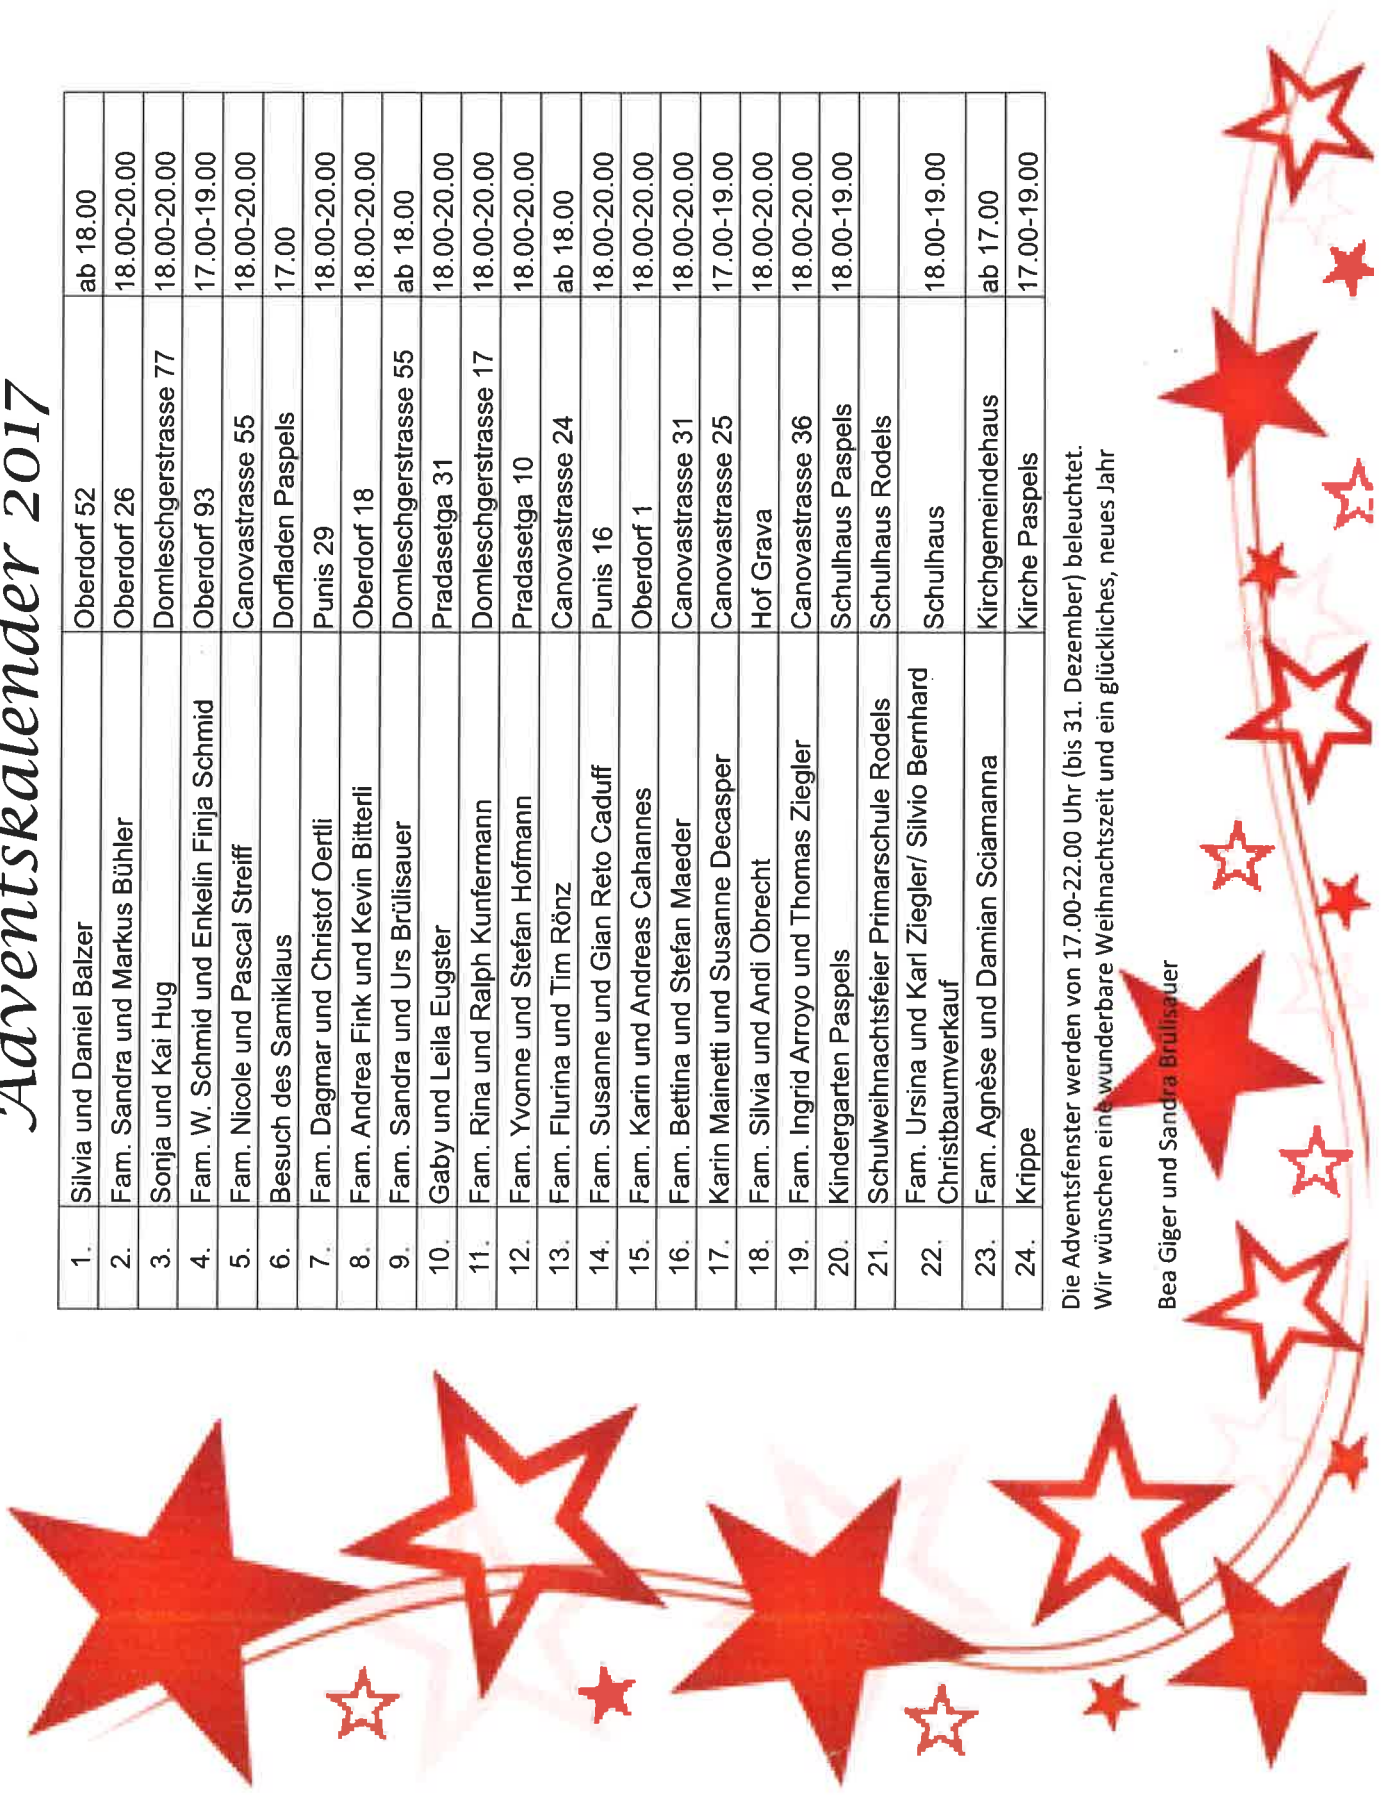 Adventskalender 2017
1. Silvia und Daniel Balzer Oberdorf 52 ab 18.00
2. Fam. Sandra und Markus Bühler Oberdorf 26 18.00-20.00
3. Sonja und Kai Hug Domleschgerstrasse 77 18.00-20.00
4. Fam. W. Schmid und Enkelin Finja Schmid Oberdorf 93 17.00-19.00
5. Fam. Nicole und Pascal Streiff Canovastrasse 55 18.00-20.00
6. Besuch des Samiklaus Dorfladen Paspels 17.00
7. Fam. Dagmar und Christof Oertli Punis 29 18.00-20.00
8. Fam. Andrea Fink und Kevin Bitterli Oberdorf 18 18.00-20.00
9. Fam. Sandra und Urs Brülisauer Domleschgerstrasse 55 ab 18.00
10. Gaby und Leila Eugster Pradasetga 31 18.00-20.00
11. Fam. Rina und Ralph Kunfermann Domleschgerstrasse 17 18.00-20.00
12. Fam. Yvonne und Stefan Hofmann Pradasetga 10 18.00-20.00
13. Fam. Flurina und Tim Rönz Canovastrasse 24 ab 18.00
14. Fam. Susanne und Gian Reto Caduff Punis 16 18.00-20.00
15. Fam. Karin und Andreas Cahannes Oberdorf 1 18.00-20.00
16. Fam. Bettina und Stefan Maeder Canovastrasse 31 18.00-20.00
17. Karin Mainetti und Susanne Decasper Canovastrasse 25 17.00-19.00
18. Fam. Silvia und Andi Obrecht Hof Grava 18.00-20.00
19. Fam. Ingrid Arroyo und Thomas Ziegler Canovastrasse 36 18.00-20.00
20. Kindergarten Paspels Schulhaus Paspels 18.00-19.00
21. Schulweihnachtsfeier Primarschule Rodels Schulhaus Rodels
22. Fam. Ursina und Karl Ziegler/ Silvio Bernhard Schulhaus 18.00-19.00
Christbaumverkauf
23. Fam. Agnèse und Damian Sciamanna Kirchgemeindehaus ab 17.00
24. Krippe Kirche Paspels 17.00-19.00
Die Adventsfenster werden von 17.00-22.00 Uhr (bis 31. Dezember) beleuchtet.
Wir wünschen eine wunderbare Weihnachtszeit und ein glückliches, neues Jahr
Bea Giger und Sandra Brülisauer